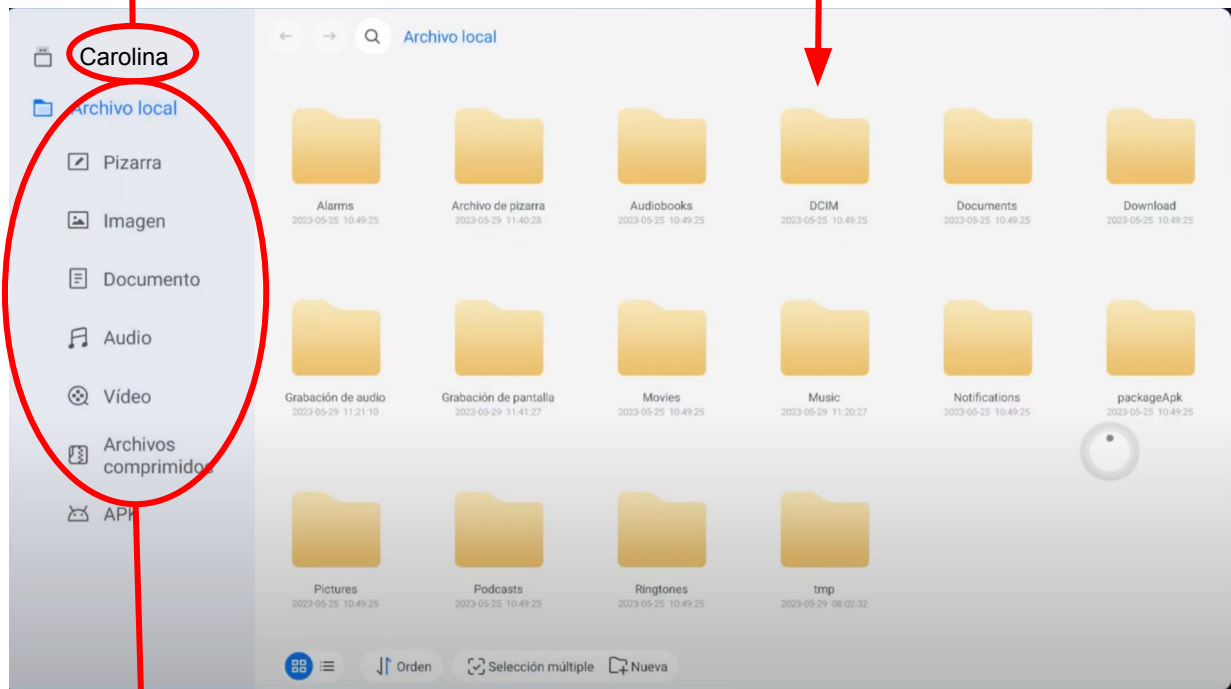 Carolina
Archivo local
Pizarra
Imagen
Documento
Audio
Vídeo
Archivos
comprimidos
APK
Archivo local
Alarms
2023-05-25 10:49:25
Archivo de pizarra
2023-05-29 11:40:28
Audiobooks
2023-05-25 10:49:25
DCIM
2023-05-25 10:49:25
Documents
2023-05-25 10:49:25
Download
2023-05-25 10:49:25
Grabación de audio
2023-05-29 11:21:10
Grabación de pantalla
2023-05-29 11:41:27
Movies
2023-05-25 10:49:25
Music
2023-05-29 11:20:27
Notifications
2023-05-25 10:49:25
packageApk
2023-05-25 10:49:25
Pictures
2023-05-25 10:49:25
Podcasts
2023-05-25 10:49:25
Ringtones
2023-05-25 10:49:25
tmp
2023-05-29 08:02:32
Orden
Selección múltiple
Nueva